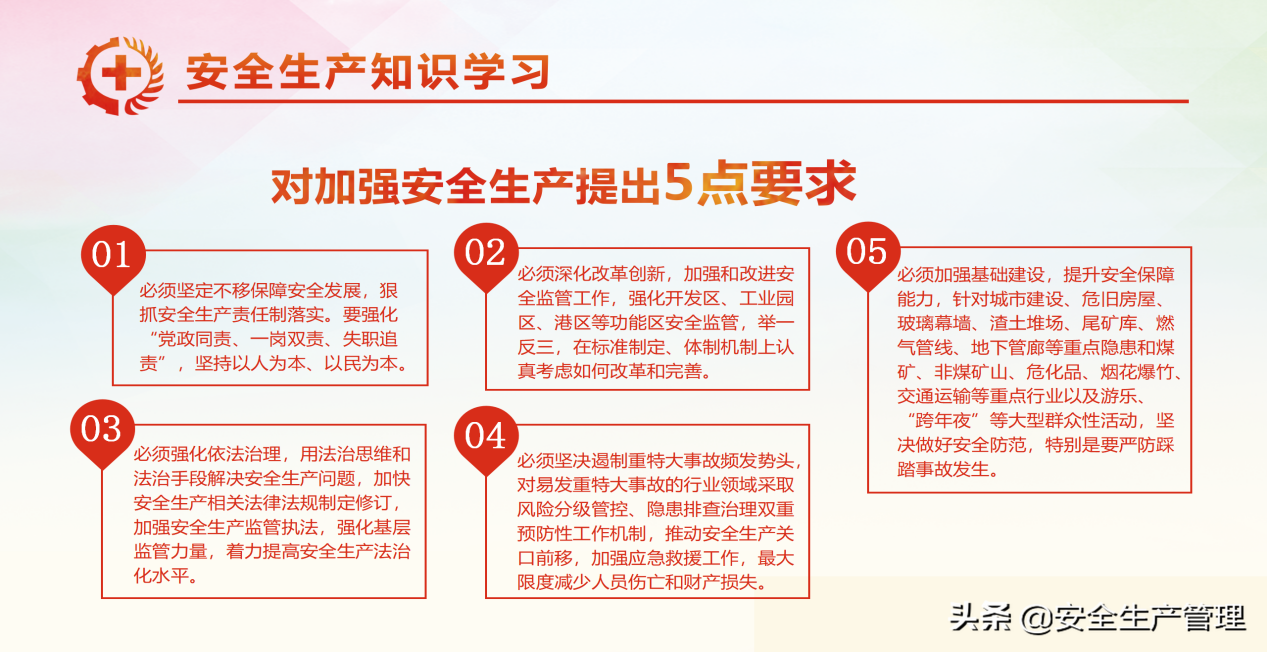 安全生产知识学习
对加强安全生产提出5点要求
01
必须坚定不移保障安全发展，狠
抓安全生产责任制落实。要强化
“党政同责、一岗双责、失职追
责”，坚持以人为本、以民为本。
02
必须深化改革创新，加强和改进安
全监管工作，强化开发区、工业园
区、港区等功能区安全监管，举一
反三，在标准制定、体制机制上认
真考虑如何改革和完善。
03
必须强化依法治理，用法治思维和
法治手段解决安全生产问题，加快
安全生产相关法律法规制定修订，
加强安全生产监管执法，强化基层
监管力量，着力提高安全生产法治
化水平。
04
必须坚决遏制重特大事故频发势头，
对易发重特大事故的行业领域采取
风险分级管控、隐患排查治理双重
预防性工作机制，推动安全生产关
口前移，加强应急救援工作，最大
限度减少人员伤亡和财产损失。
05
必须加强基础建设，提升安全保障
能力，针对城市建设、危旧房屋、
玻璃幕墙、渣土堆场、尾矿库、燃
气管线、地下管廊等重点隐患和煤
矿、非煤矿山、危化品、烟花爆竹、
交通运输等重点行业以及游乐、
“跨年夜”等大型群众性活动，坚
决做好安全防范，特别是要严防踩
踏事故发生。
头条 @安全生产管理